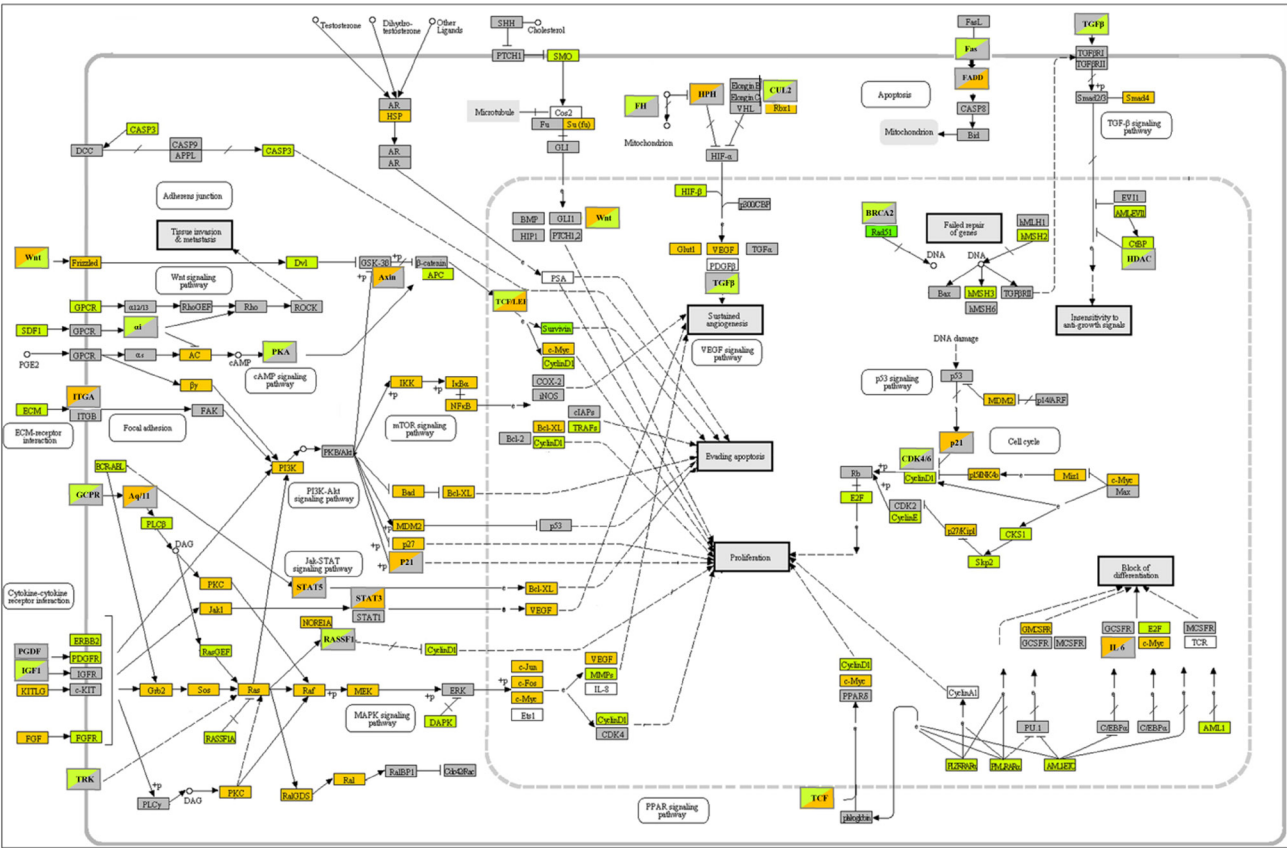 Testosterone
Dihydro-
testosterone
Other
Ligands
SHH
Cholesterol
PTCH1
SMO
Microtubule
Cos2
Fu
Su(fu)
GLI
AR
HSP
AR
AR
FH
Mitochondrion
HPH
Elongin B
Elongin C
VHL
CUL2
Rbx1
HIF-α
FasL
Fas
FADD
CASP8
Bid
Apoptosis
Mitochondrion
TGFβ
TGFβRI
TGFβRII
+p
Smad2/3
Smad4
TGF-β signaling
pathway
DCC
CASP3
CASP9
APPL
CASP3
Adherens junction
Tissue invasion
& metastasis
Wnt
Frizzled
Dvl
GSK-3β
Axin
β-catenin
APC
+p
+p
Wnt signaling
pathway
GPCR
α12/13
RhoGEF
Rho
ROCK
SDF1
GPCR
αi
PGE2
GPCR
αs
AC
cAMP
PKA
cAMP signaling
pathway
βγ
ITGA
ECM
ITGB
FAK
ECM-receptor
interaction
Focal adhesion
PI3K
PKB/Akt
PI3K-Akt
signaling pathway
IKK
+p
IκBα
NFκB
+p
mTOR signaling
pathway
Bad
Bcl-XL
MDM2
p53
p27
P21
+p
+p
BCRABL
GCPR
Aq/11
PLCβ
DAG
Jak-STAT
signaling pathway
STAT5
STAT3
STAT1
PKC
Jak1
Bcl-XL
VEGF
Cytokine-cytokine
receptor interaction
NORE1A
RASSF1
CyclinD1
ERBB2
PGDF
PDGFR
IGF1
IGFR
KITLG
c-KIT
RasGEF
Grb2
Sos
Ras
Raf
+p
MEK
+p
ERK
DAPK
MAPK signaling
pathway
FGF
FGFR
RASSF1A
TRK
PLCγ
+p
DAG
PKC
RalGDS
Ral
RalBP1
Cdc42/Rac
BMP
GLI1
Wnt
HIP1
PTCH1,2
HIF-β
p300CBP
Glut1
VEGF
TGFα
PDGFβ
TGFβ
PSA
Sustained
angiogenesis
VEGF signaling
pathway
TCF/LEF
Survivin
c-Myc
CyclinD1
COX-2
iNOS
cIAPs
Bcl-XL
TRAFs
Bcl-2
CyclinD1
Evading apoptosis
Proliferation
+p
c-Jun
c-Fos
c-Myc
Ets1
VEGF
MMPs
IL-8
CyclinD1
CDK4
BRCA2
Rad51
DNA
Failed repair
of genes
DNA
hMLH1
hMSH2
Bax
hMSH3
hMSH6
TGFβRII
EVI1
AML-EVI1
CtBP
HDAC
Insensitivity to
anti-growth signals
DNA damage
p53 signaling
pathway
p53
MDM2
p14/ARF
p21
Cell cycle
CDK4/6
CyclinD1
p15INK4b
Miz1
c-Myc
Max
Rb
+p
E2F
CDK2
CyclinE
+p
p27/Kip1
CKS1
Skp2
Block of
differentiation
GMCSFR
GCSFR
E2F
MCSFR
GCSFR
MCSFR
IL 6
c-Myc
TCR
CyclinD1
c-Myc
PPARδ
CyclinA1
PU.1
C/EBPα
C/EBPα
AML1
PLZF-RARα
PML-RARα
AML1-ETO
TCF
PPAR signaling
pathway